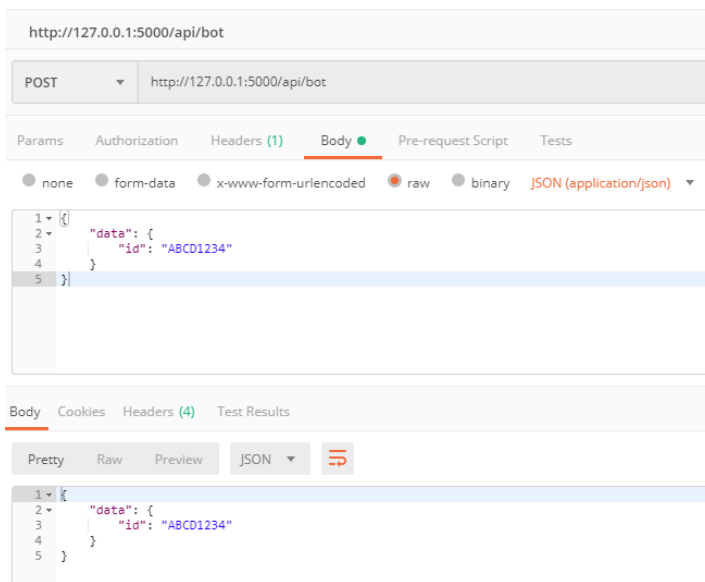 http://127.0.0.1:5000/api/bot
POST http://127.0.0.1:5000/api/bot
Params Authorization Headers (1) Body Pre-request Script Tests
none form-data x-www-form-urlencoded raw binary JSON (application/json)
1 {
2 "data": {
3 "id": "ABCD1234"
4 }
5 }
Body Cookies Headers (4) Test Results
Pretty Raw Preview JSON
1 {
2 "data": {
3 "id": "ABCD1234"
4 }
5 }